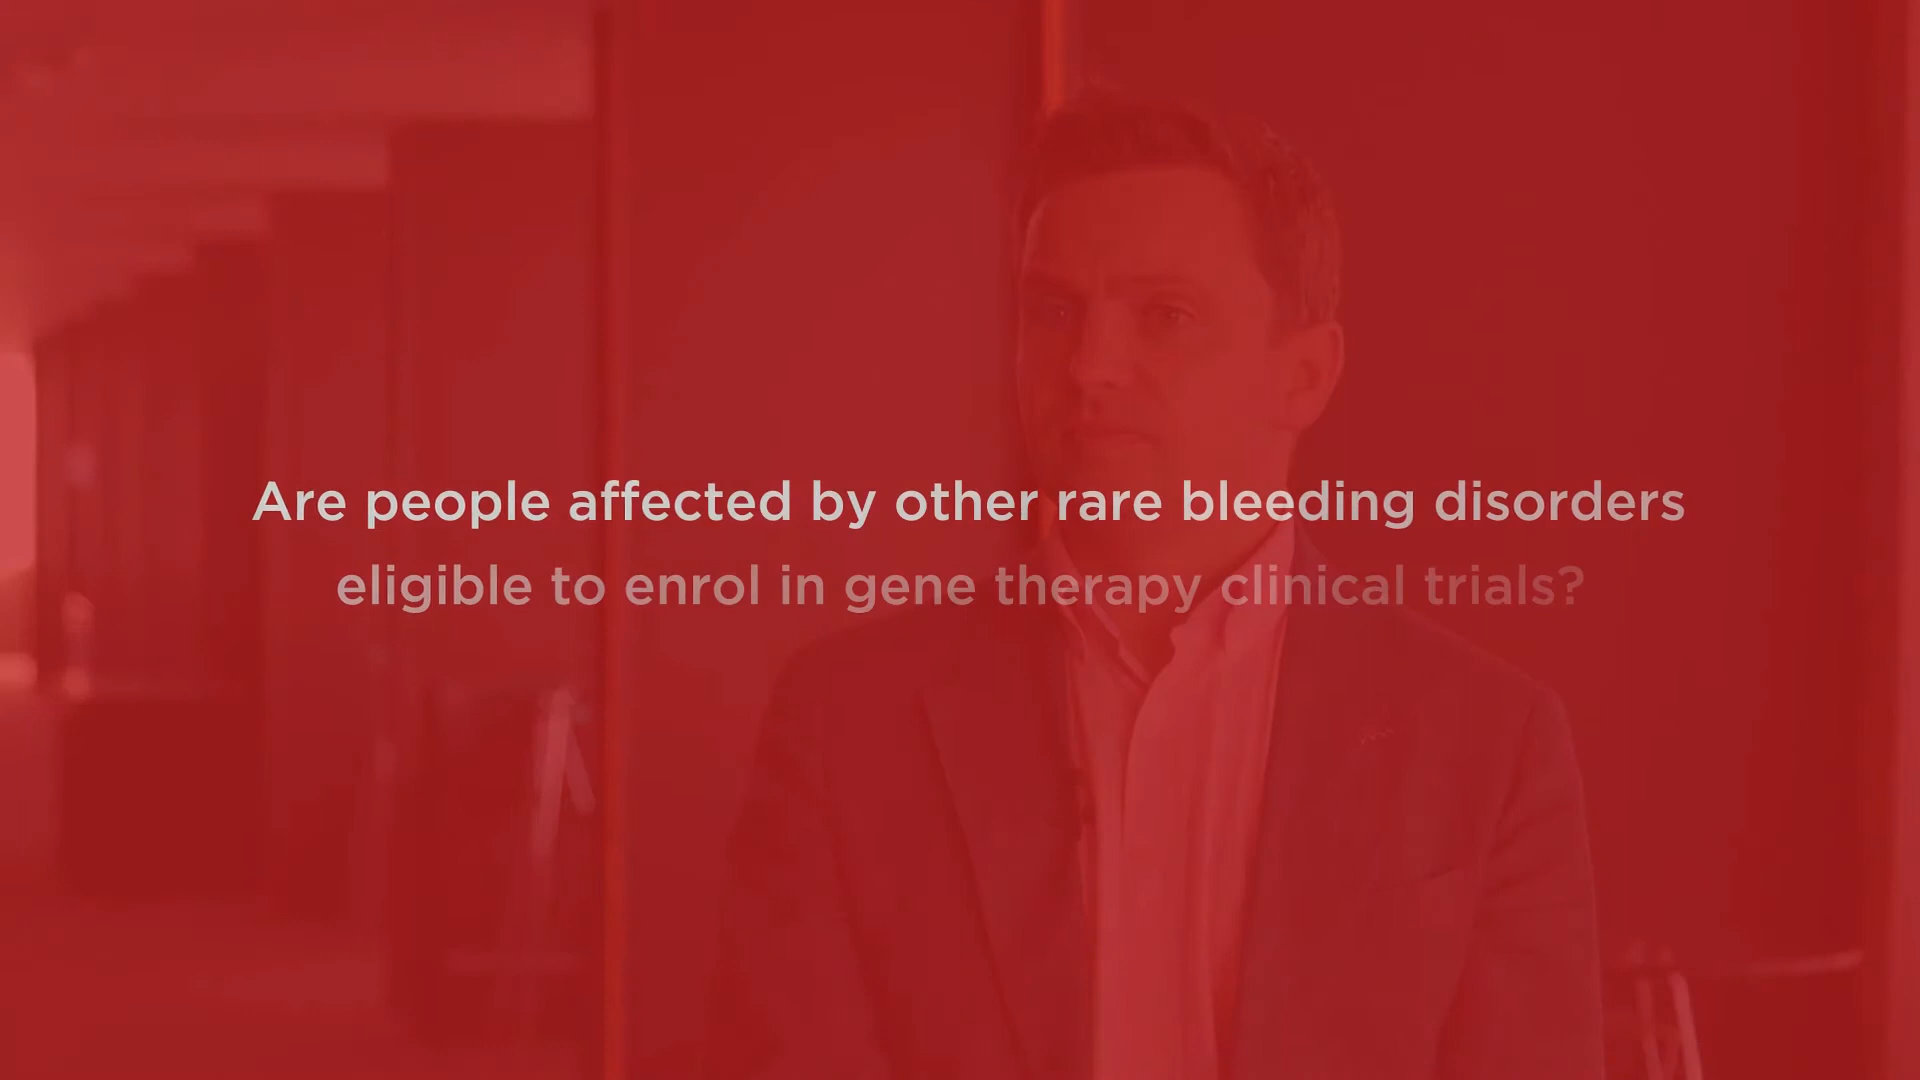 Are people affected by other rare bleeding disorders
eligible to enrol in gene therapy clinical trials?